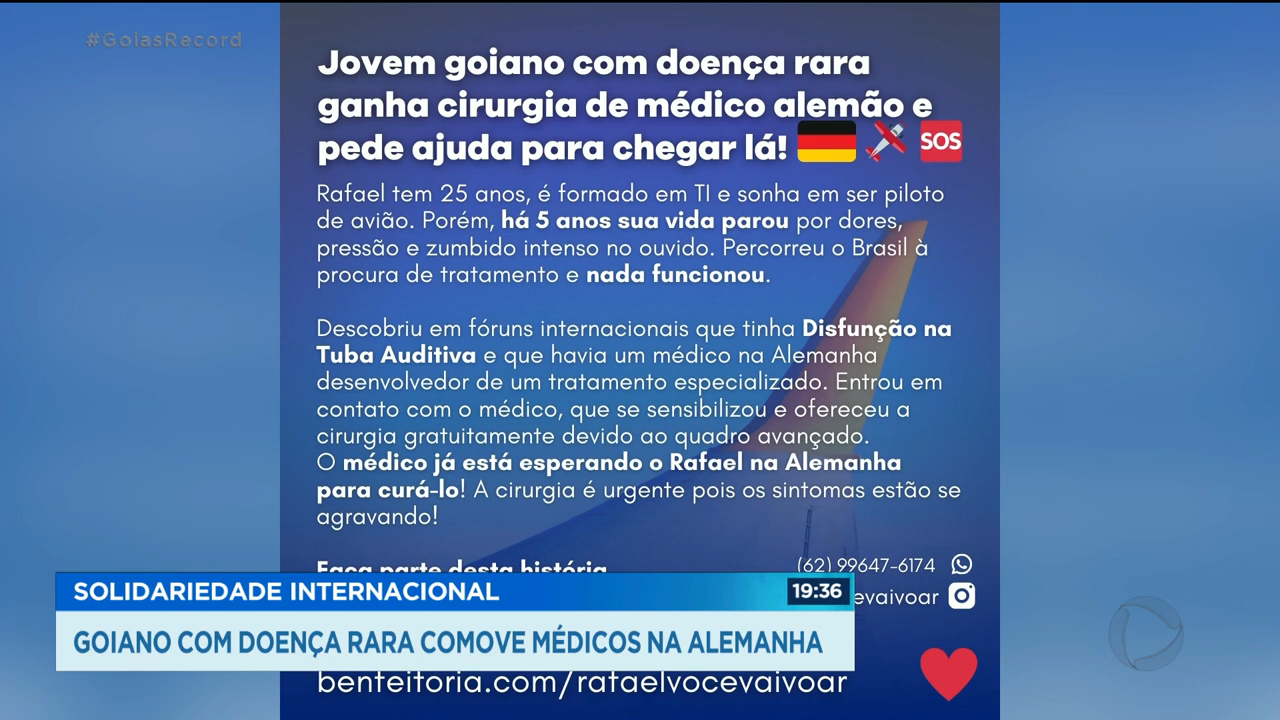 #GoiasRecord
Jovem goiano com doença rara
ganha cirurgia de médico alemão e
pede ajuda para chegar lá! SOS
Rafael tem 25 anos, é formado em TI e sonha em ser piloto
de avião. Porém, há 5 anos sua vida parou por dores,
pressão e zumbido intenso no ouvido. Percorreu o Brasil à
procura de tratamento e nada funcionou.
Descobriu em fóruns internacionais que tinha Disfunção na
Tuba Auditiva e que havia um médico na Alemanha
desenvolvedor de um tratamento especializado. Entrou em
contato com o médico, que se sensibilizou e ofereceu a
cirurgia gratuitamente devido ao quadro avançado.
O médico já está esperando o Rafael na Alemanha
para curá-lo! A cirurgia é urgente pois os sintomas estão se
agravando!
Faça parte desta história
(62) 99647-6174
evaivoar
SOLIDARIEDADE INTERNACIONAL
19:36
GOIANO COM DOENÇA RARA COMOVE MÉDICOS NA ALEMANHA
benfeitoria.com/rafaelvocevaivoar